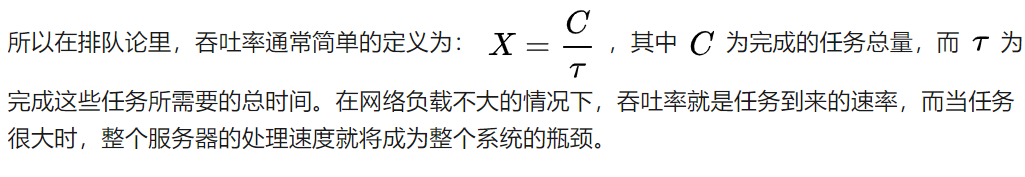 所以在排队论里，吞吐率通常简单的定义为： X = C/τ ，其中 C 为完成的任务总量，而 τ 为
完成这些任务所需要的总时间。在网络负载不大的情况下，吞吐率就是任务到来的速率，而当任务
很大时，整个服务器的处理速度就将成为整个系统的瓶颈。